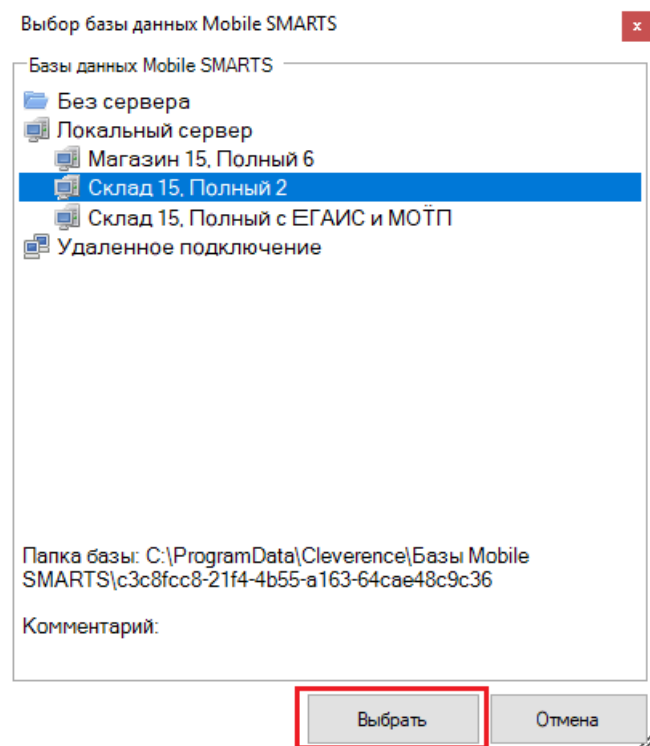 Выбор базы данных Mobile SMARTS
x
Базы данных Mobile SMARTS
Без сервера
Локальный сервер
Магазин 15, Полный 6
Склад 15, Полный 2
Склад 15, Полный с ЕГАИС и МОТП
Удаленное подключение
Папка базы: C:\ProgramData\Cleverence\Базы Mobile
SMARTS\c3c8fcc8-21f4-4b55-a163-64cae48c9c36
Комментарий:
Выбрать Отмена